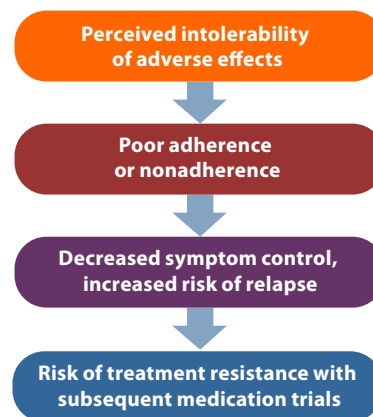 Perceived intolerability
of adverse effects
Poor adherence
or nonadherence
Decreased symptom control,
increased risk of relapse
Risk of treatment resistance with
subsequent medication trials